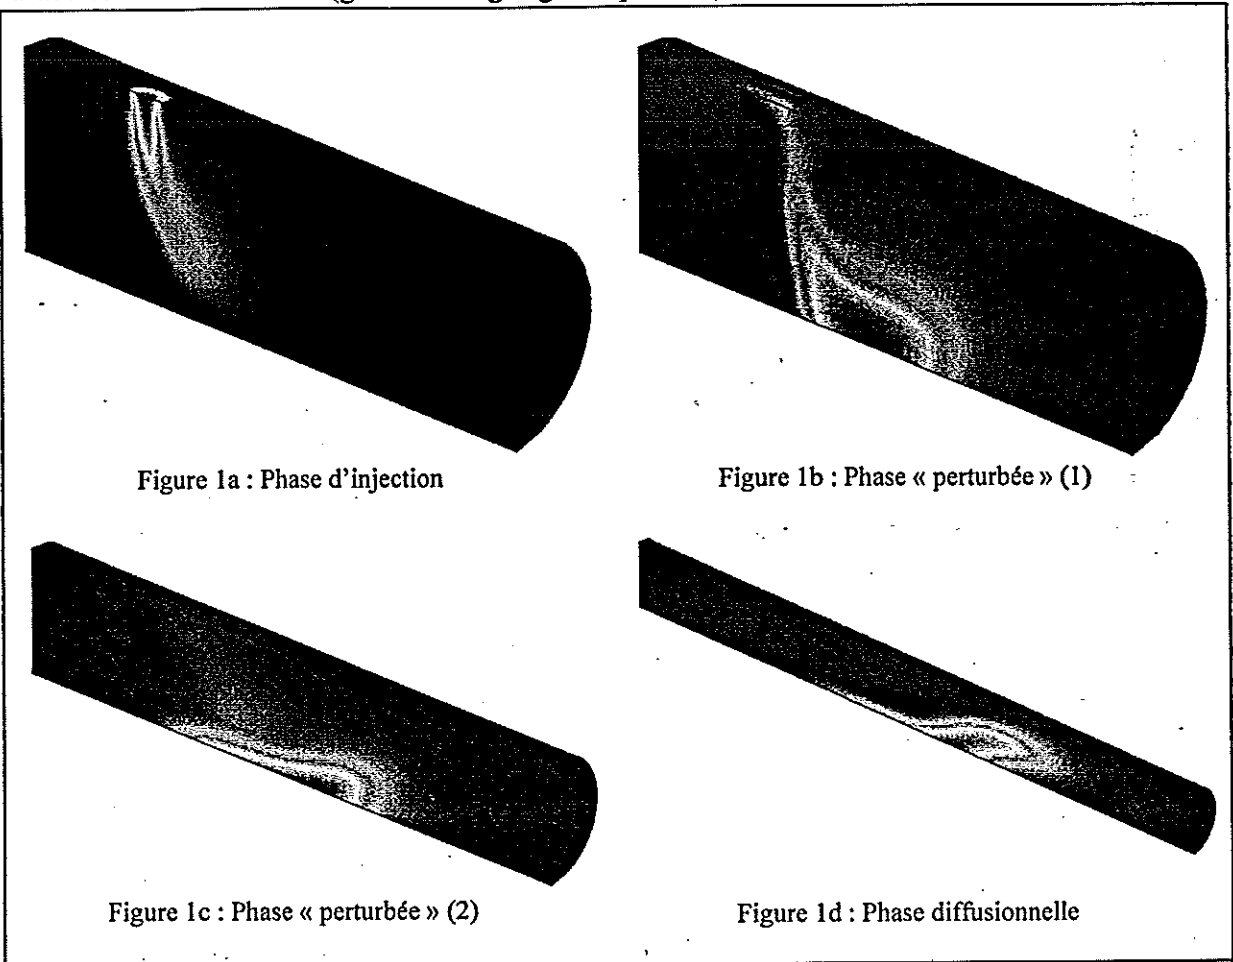 Figure 1a : Phase d'injection
Figure 1b : Phase « perturbée » (1)
Figure 1c : Phase « perturbée » (2)
Figure 1d : Phase diffusionnelle